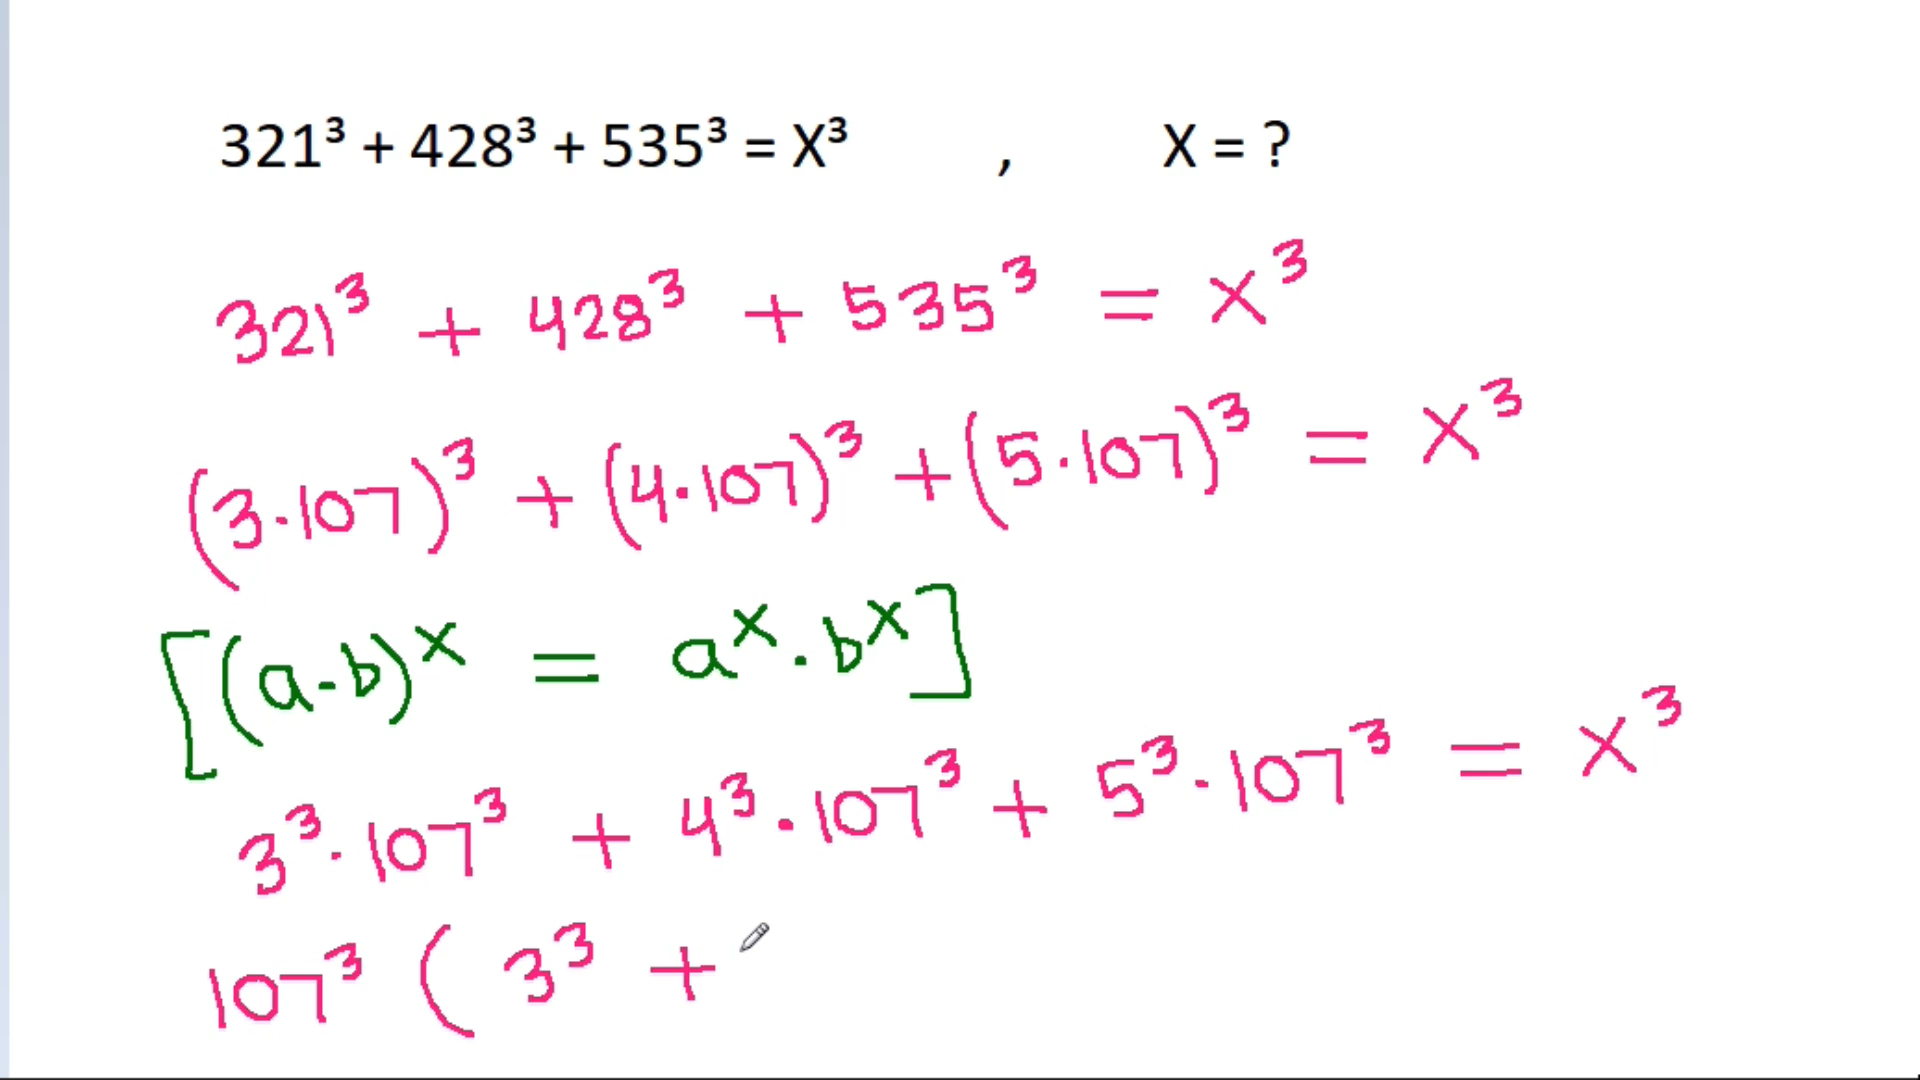 321³ + 428³ + 535³ = X³ , X = ?
321³ + 428³ + 535³ = x³
(3·107)³ + (4·107)³ + (5·107)³ = x³
[(a·b)ˣ = aˣ·bˣ]
3³·107³ + 4³·107³ + 5³·107³ = x³
107³ ( 3³ +